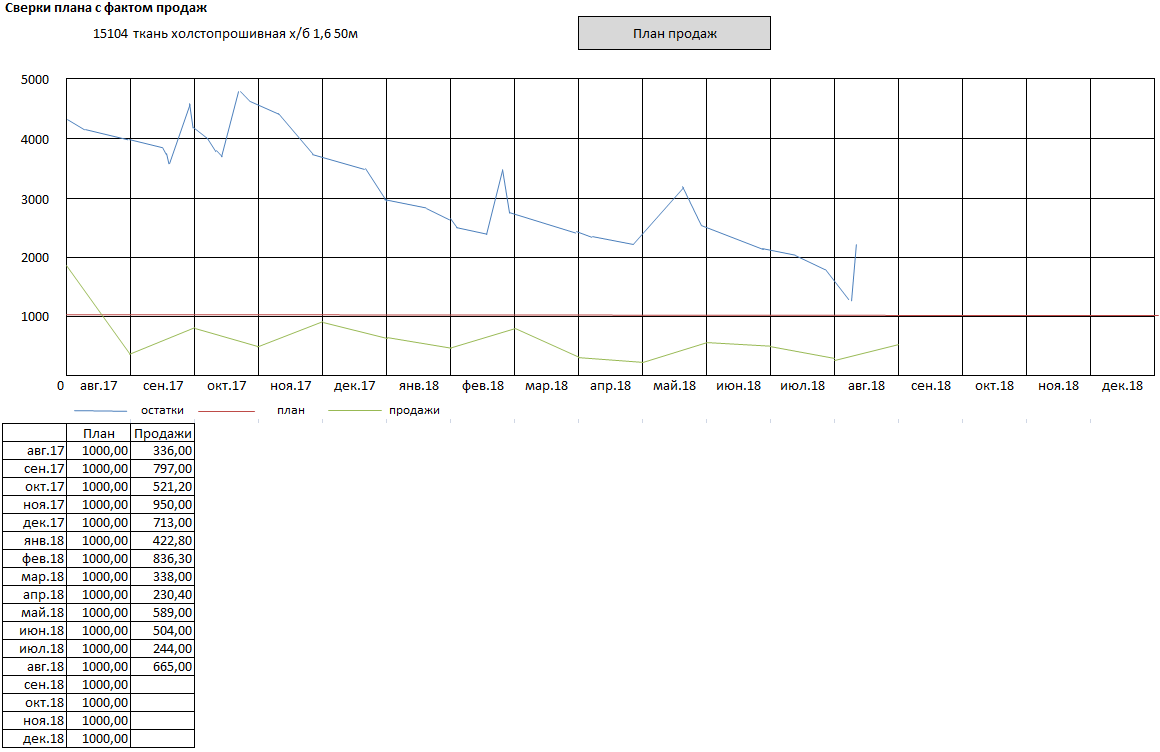 Сверки плана с фактом продаж
15104 ткань холстопрошивная х/б 1,6 50м
План продаж
5000
4000
3000
2000
1000
0 авг.17 сен.17 окт.17 ноя.17 дек.17 янв.18 фев.18 мар.18 апр.18 май.18 июн.18 июл.18 авг.18 сен.18 окт.18 ноя.18 дек.18
остатки план продажи
План Продажи
авг.17 1000,00 336,00
сен.17 1000,00 797,00
окт.17 1000,00 521,20
ноя.17 1000,00 950,00
дек.17 1000,00 713,00
янв.18 1000,00 422,80
фев.18 1000,00 836,30
мар.18 1000,00 338,00
апр.18 1000,00 230,40
май.18 1000,00 589,00
июн.18 1000,00 504,00
июл.18 1000,00 244,00
авг.18 1000,00 665,00
сен.18 1000,00
окт.18 1000,00
ноя.18 1000,00
дек.18 1000,00